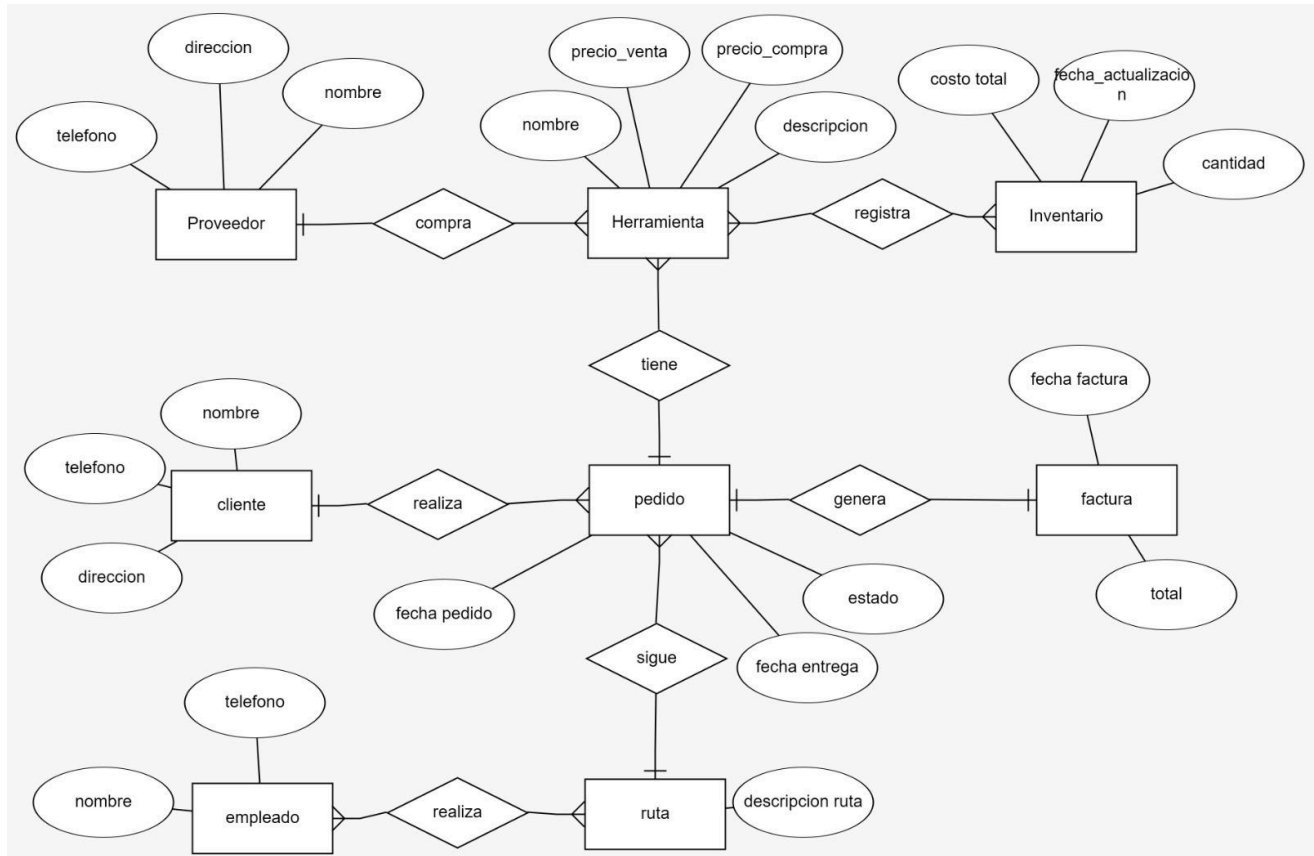 direccion
precio_venta
precio_compra
nombre
costo total
fecha_actualizacio
n
telefono
nombre
descripcion
cantidad
Proveedor
compra
Herramienta
registra
Inventario
tiene
fecha factura
nombre
telefono
cliente
realiza
pedido
genera
factura
direccion
fecha pedido
estado
total
sigue
fecha entrega
telefono
nombre
empleado
realiza
ruta
descripcion ruta